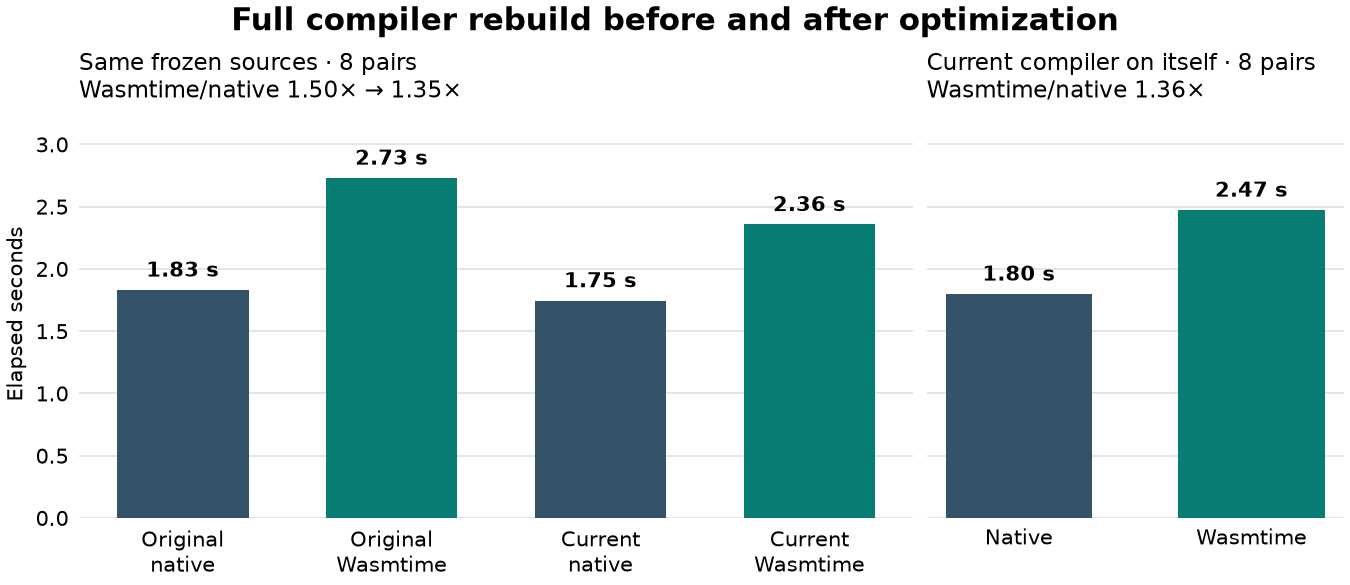 Full compiler rebuild before and after optimization
Same frozen sources · 8 pairs
Wasmtime/native 1.50× → 1.35×
Current compiler on itself · 8 pairs
Wasmtime/native 1.36×
Elapsed seconds
3.0
2.5
2.0
1.5
1.0
0.5
0.0
1.83 s
2.73 s
1.75 s
2.36 s
1.80 s
2.47 s
Original
native
Original
Wasmtime
Current
native
Current
Wasmtime
Native
Wasmtime